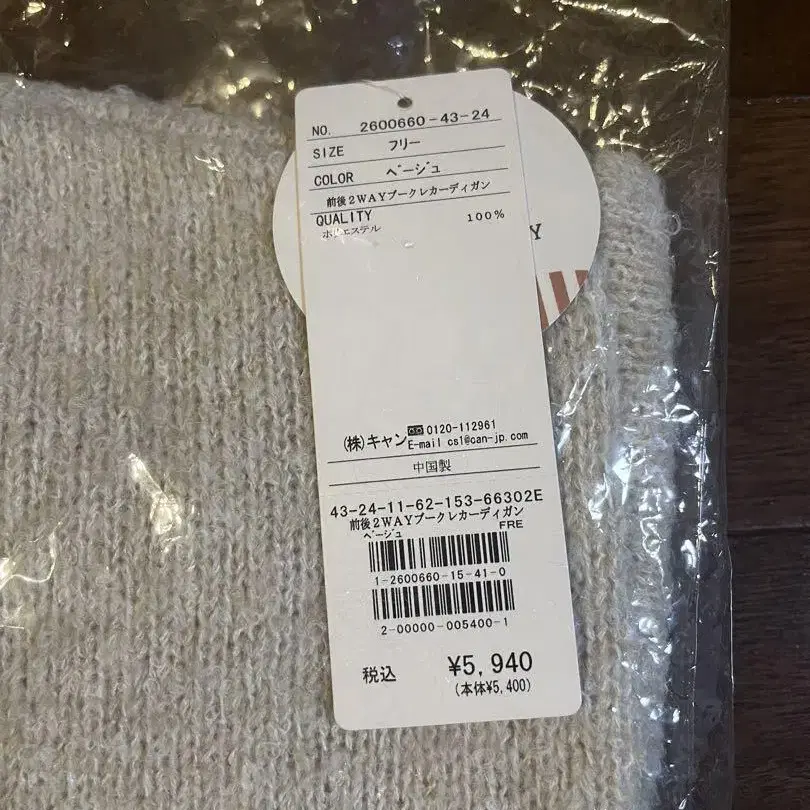 NO. 2600660-43-24
SIZE フリー
COLOR ベージュ
前後2WAYブークレカーディガン
QUALITY
ポリエステル 100%
Y
(株)キャン 0120-112961
E-mail csl@can-jp.com
中国製
43-24-11-62-153-66302E
前後2WAYブークレカーディガン
ベージュ FRE
1-2600660-15-41-0
2-00000-005400-1
税込 ¥5,940
(本体¥5,400)